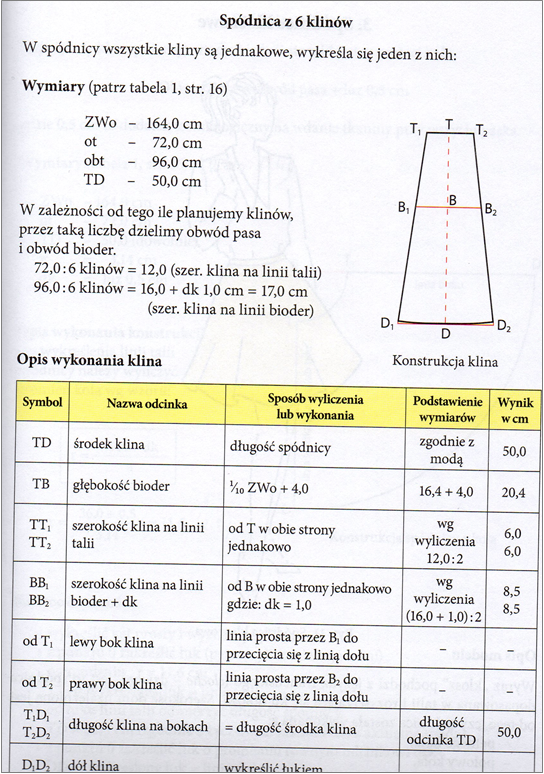 Spódnica z 6 klinów
W spódnicy wszystkie kliny są jednakowe, wykreśla się jeden z nich:
Wymiary (patrz tabela 1, str. 16)
ZWo – 164,0 cm
ot – 72,0 cm
obt – 96,0 cm
TD – 50,0 cm
W zależności od tego ile planujemy klinów,
przez taką liczbę dzielimy obwód pasa
i obwód bioder.
72,0:6 klinów = 12,0 (szer. klina na linii talii)
96,0:6 klinów = 16,0 + dk 1,0 cm = 17,0 cm
(szer. klina na linii bioder)
T₁ T T₂
B₁ B B₂
D₁ D D₂
Konstrukcja klina
Opis wykonania klina
Symbol Nazwa odcinka Sposób wyliczenia lub wykonania Podstawienie wymiarów Wynik w cm
TD środek klina długość spódnicy zgodnie z modą 50,0
TB głębokość bioder ¹⁄₁₀ ZWo + 4,0 16,4 + 4,0 20,4
TT₁ TT₂ szerokość klina na linii talii od T w obie strony jednakowo wg wyliczenia 12,0:2 6,0 6,0
BB₁ BB₂ szerokość klina na linii bioder + dk od B w obie strony jednakowo gdzie: dk = 1,0 wg wyliczenia (16,0 + 1,0):2 8,5 8,5
od T₁ lewy bok klina linia prosta przez B₁ do przecięcia się z linią dołu – –
od T₂ prawy bok klina linia prosta przez B₂ do przecięcia się z linią dołu – –
T₁D₁ T₂D₂ długość klina na bokach = długość środka klina długość odcinka TD 50,0
D₁D₂ dół klina wykreślić łukiem